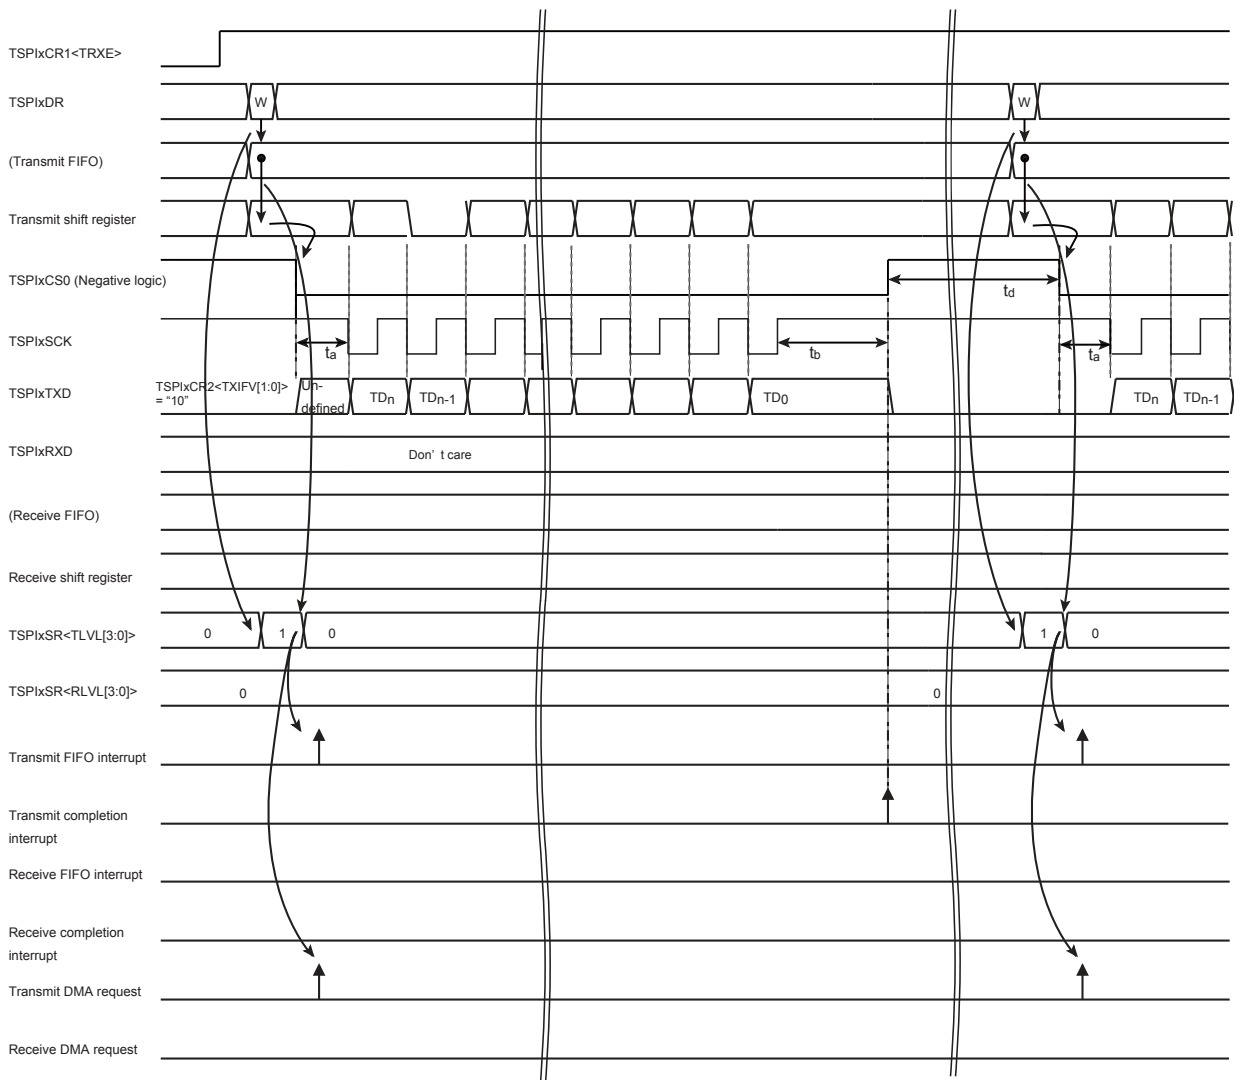 TSPIxCR1<TRXE>
TSPIxDR
W
W
(Transmit FIFO)
Transmit shift register
TSPIxCS0 (Negative logic)
td
TSPIxSCK
ta
tb
ta
TSPIxTXD
TSPIxCR2<TXIFV[1:0]>
= “10”
Un-
defined
TDn
TDn-1
TD0
TDn
TDn-1
TSPIxRXD
Don’ t care
(Receive FIFO)
Receive shift register
TSPIxSR<TLVL[3:0]>
0
1
0
1
0
TSPIxSR<RLVL[3:0]>
0
0
Transmit FIFO interrupt
Transmit completion
interrupt
Receive FIFO interrupt
Receive completion
interrupt
Transmit DMA request
Receive DMA request